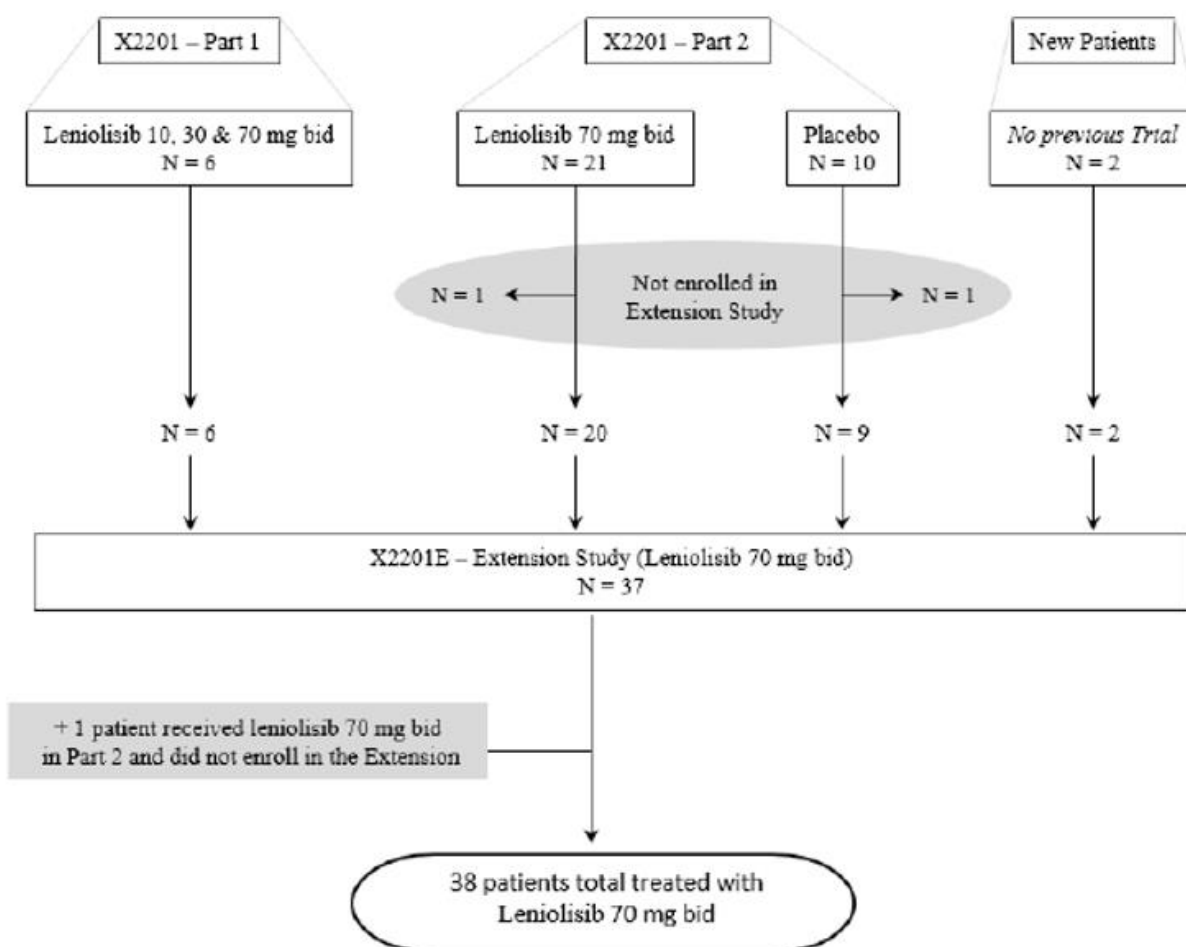 X2201 – Part 1
X2201 – Part 2
New Patients
Leniolisib 10, 30 & 70 mg bid
N = 6
Leniolisib 70 mg bid
N = 21
Placebo
N = 10
No previous Trial
N = 2
Not enrolled in
Extension Study
N = 1
N = 1
N = 6
N = 20
N = 9
N = 2
X2201E – Extension Study (Leniolisib 70 mg bid)
N = 37
+ 1 patient received leniolisib 70 mg bid
in Part 2 and did not enroll in the Extension
38 patients total treated with
Leniolisib 70 mg bid